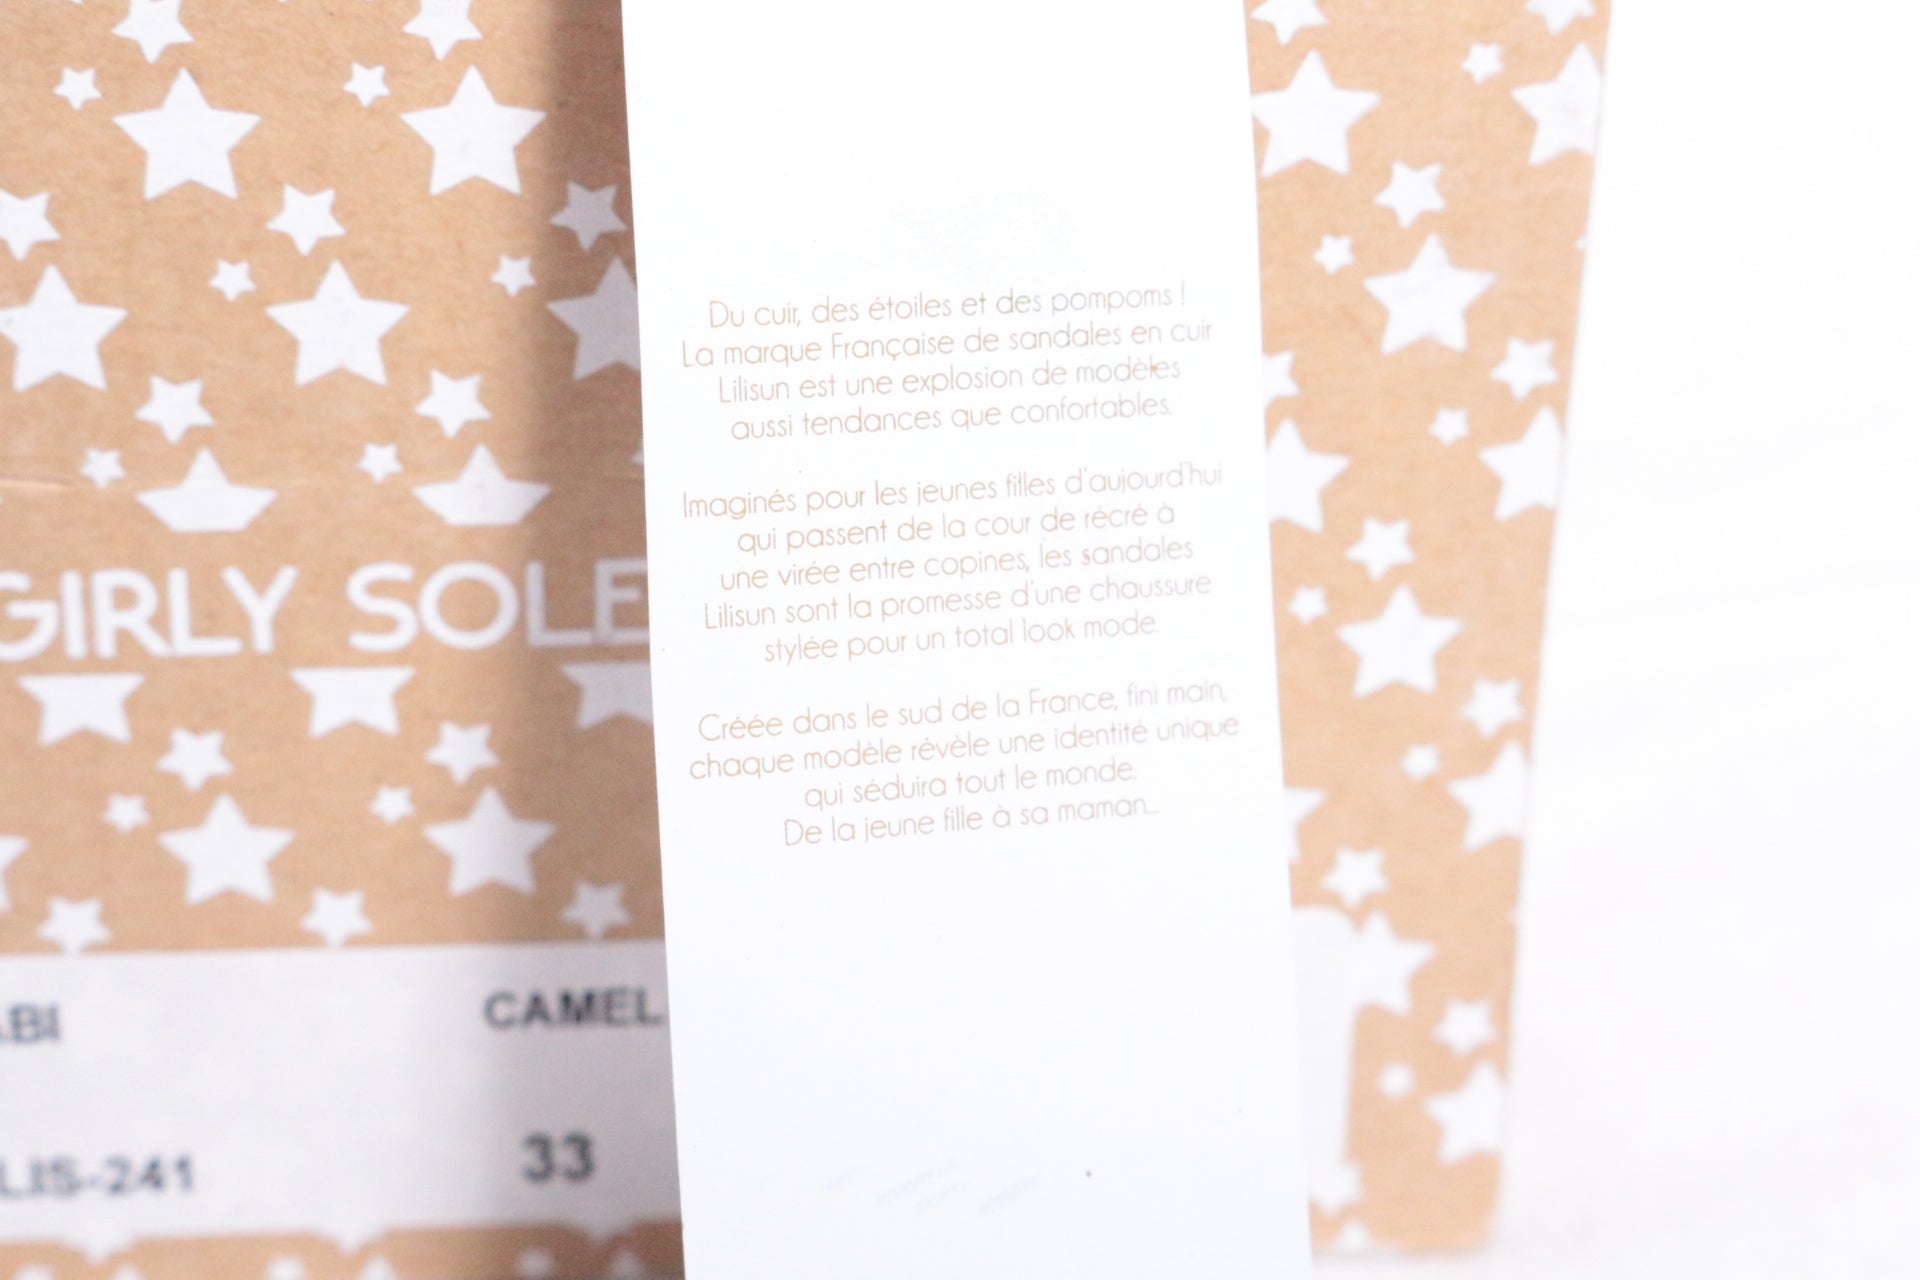 Du cuir, des étoiles et des pompoms !
La marque Française de sandales en cuir
Lilisun est une explosion de modèles
aussi tendances que confortables.
Imaginés pour les jeunes filles d'aujourd'hui
qui passent de la cour de récré à
une virée entre copines, les sandales
Lilisun sont la promesse d'une chaussure
stylée pour un total look mode.
Créée dans le sud de la France, fini main,
chaque modèle révèle une identité unique
qui séduira tout le monde.
De la jeune fille à sa maman...
GIRLY SOLE
CAMEL
LIS-241
33